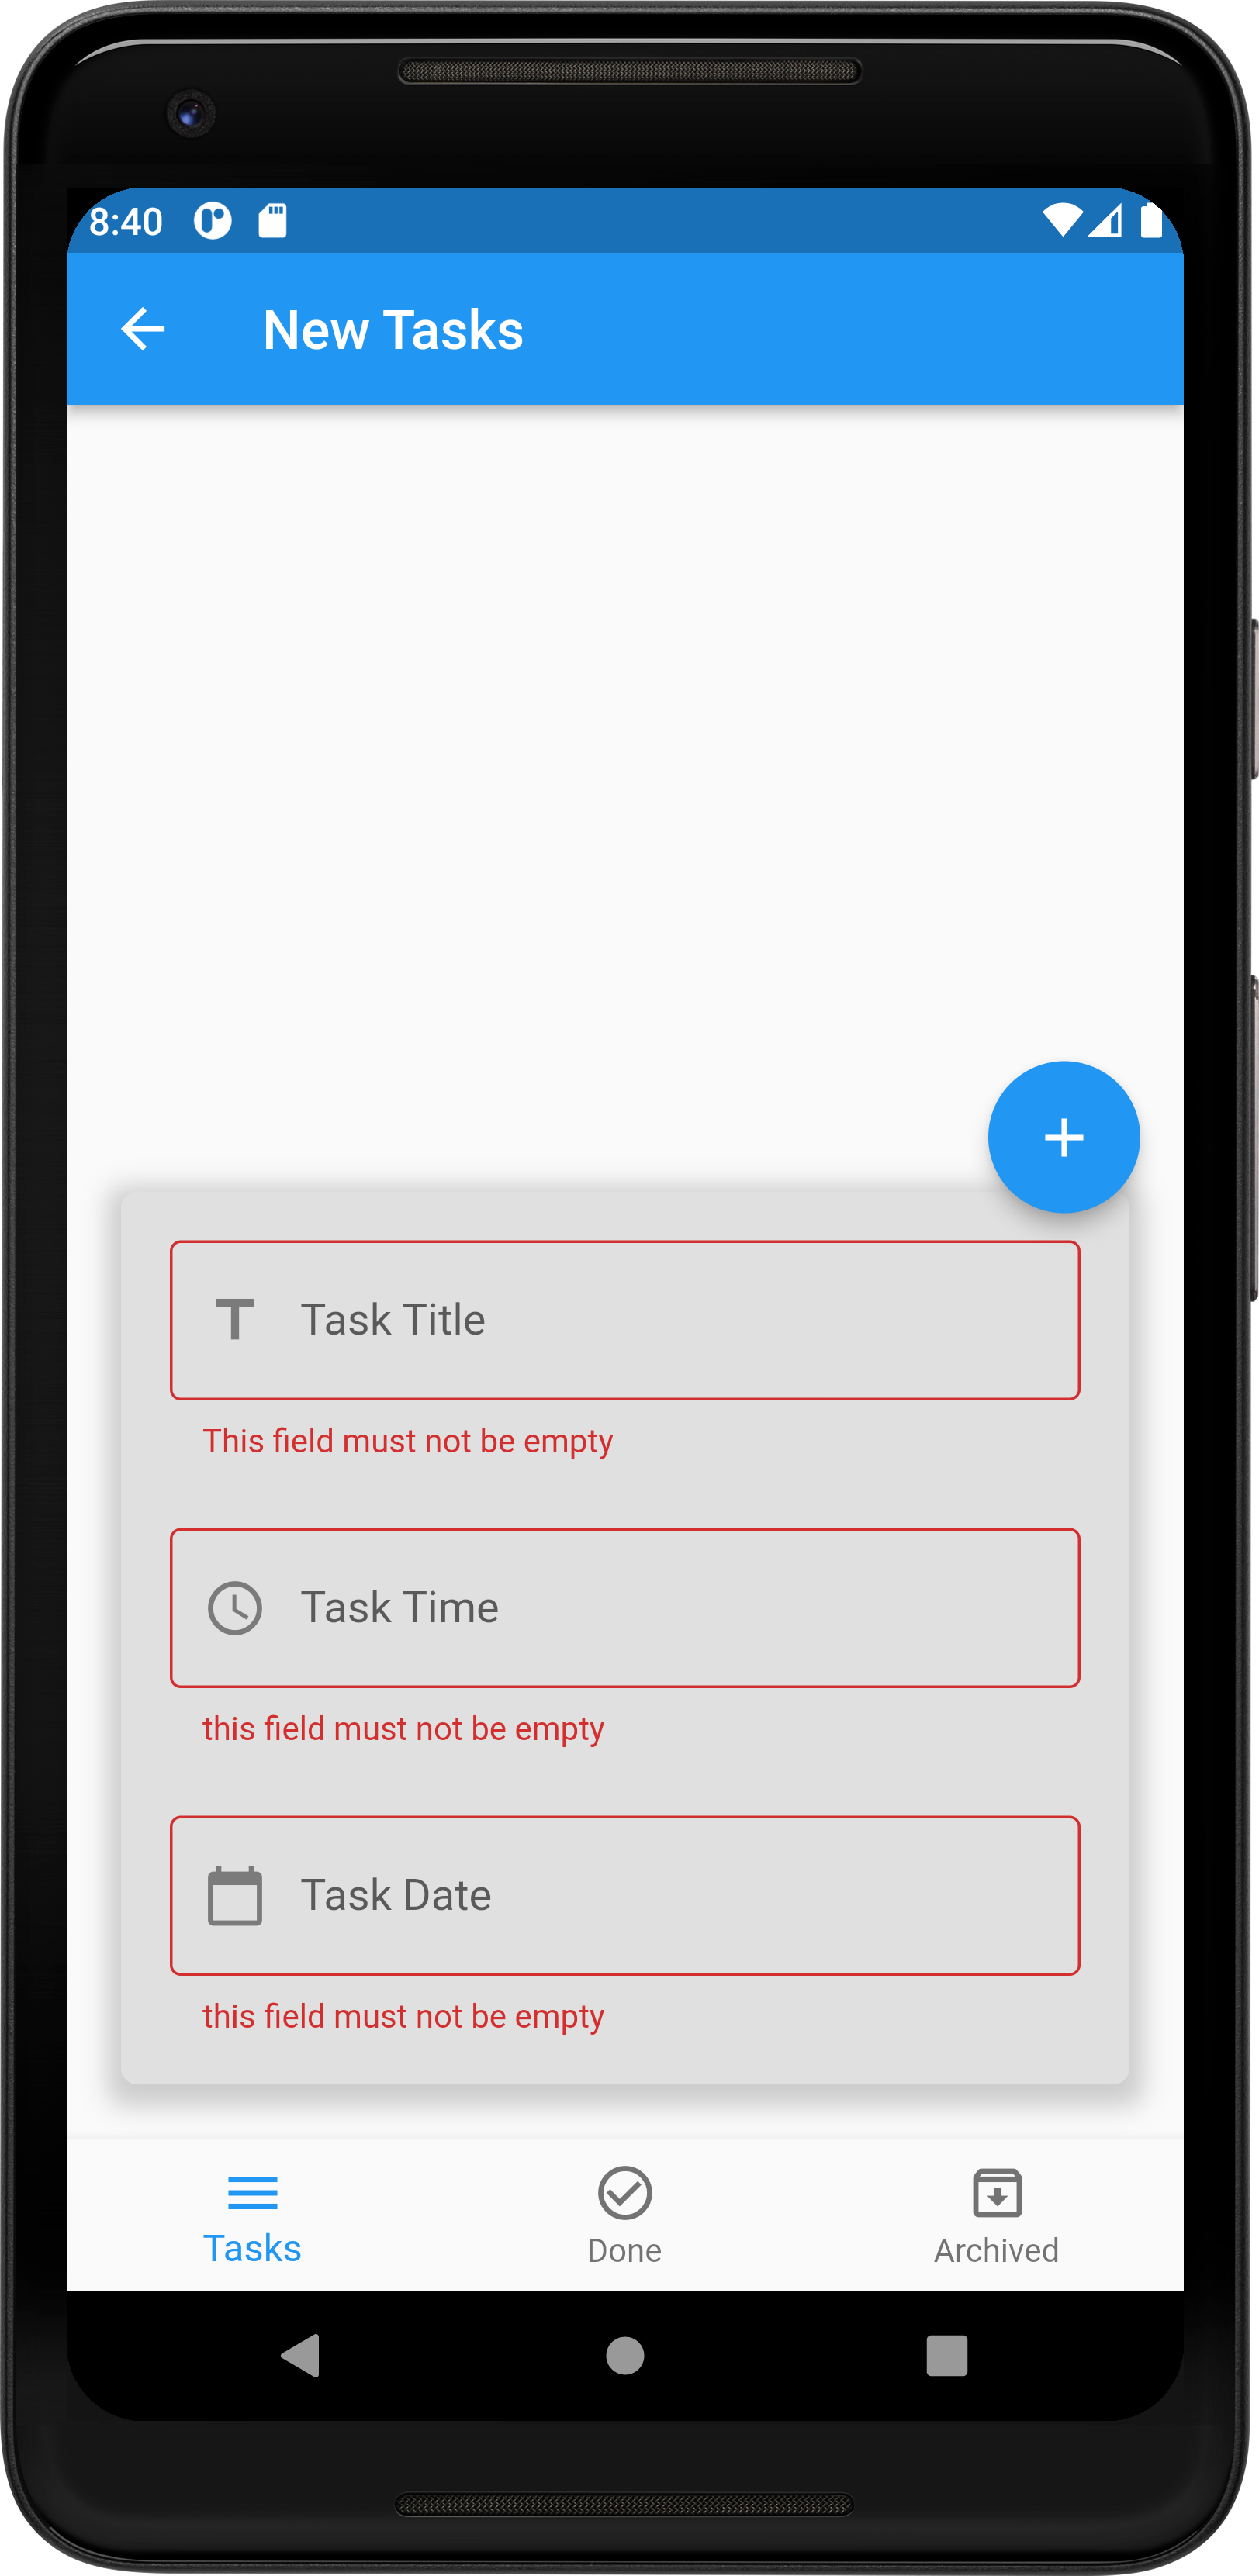 8:40
New Tasks
Task Title
This field must not be empty
Task Time
this field must not be empty
Task Date
this field must not be empty
Tasks
Done
Archived